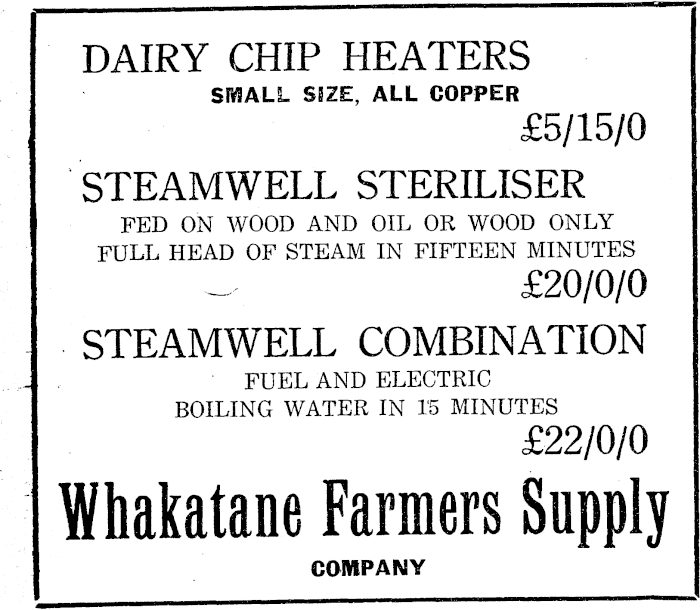 DAIRY CHIP HEATERS
SMALL SIZE, ALL COPPER
£5/15/0
STEAMWELL STERILISER
FED ON WOOD AND OIL OR WOOD ONLY
FULL HEAD OF STEAM IN FIFTEEN MINUTES
£20/0/0
STEAMWELL COMBINATION
FUEL AND ELECTRIC
BOILING WATER IN 15 MINUTES
£22/0/0
Whakatane Farmers Supply
COMPANY